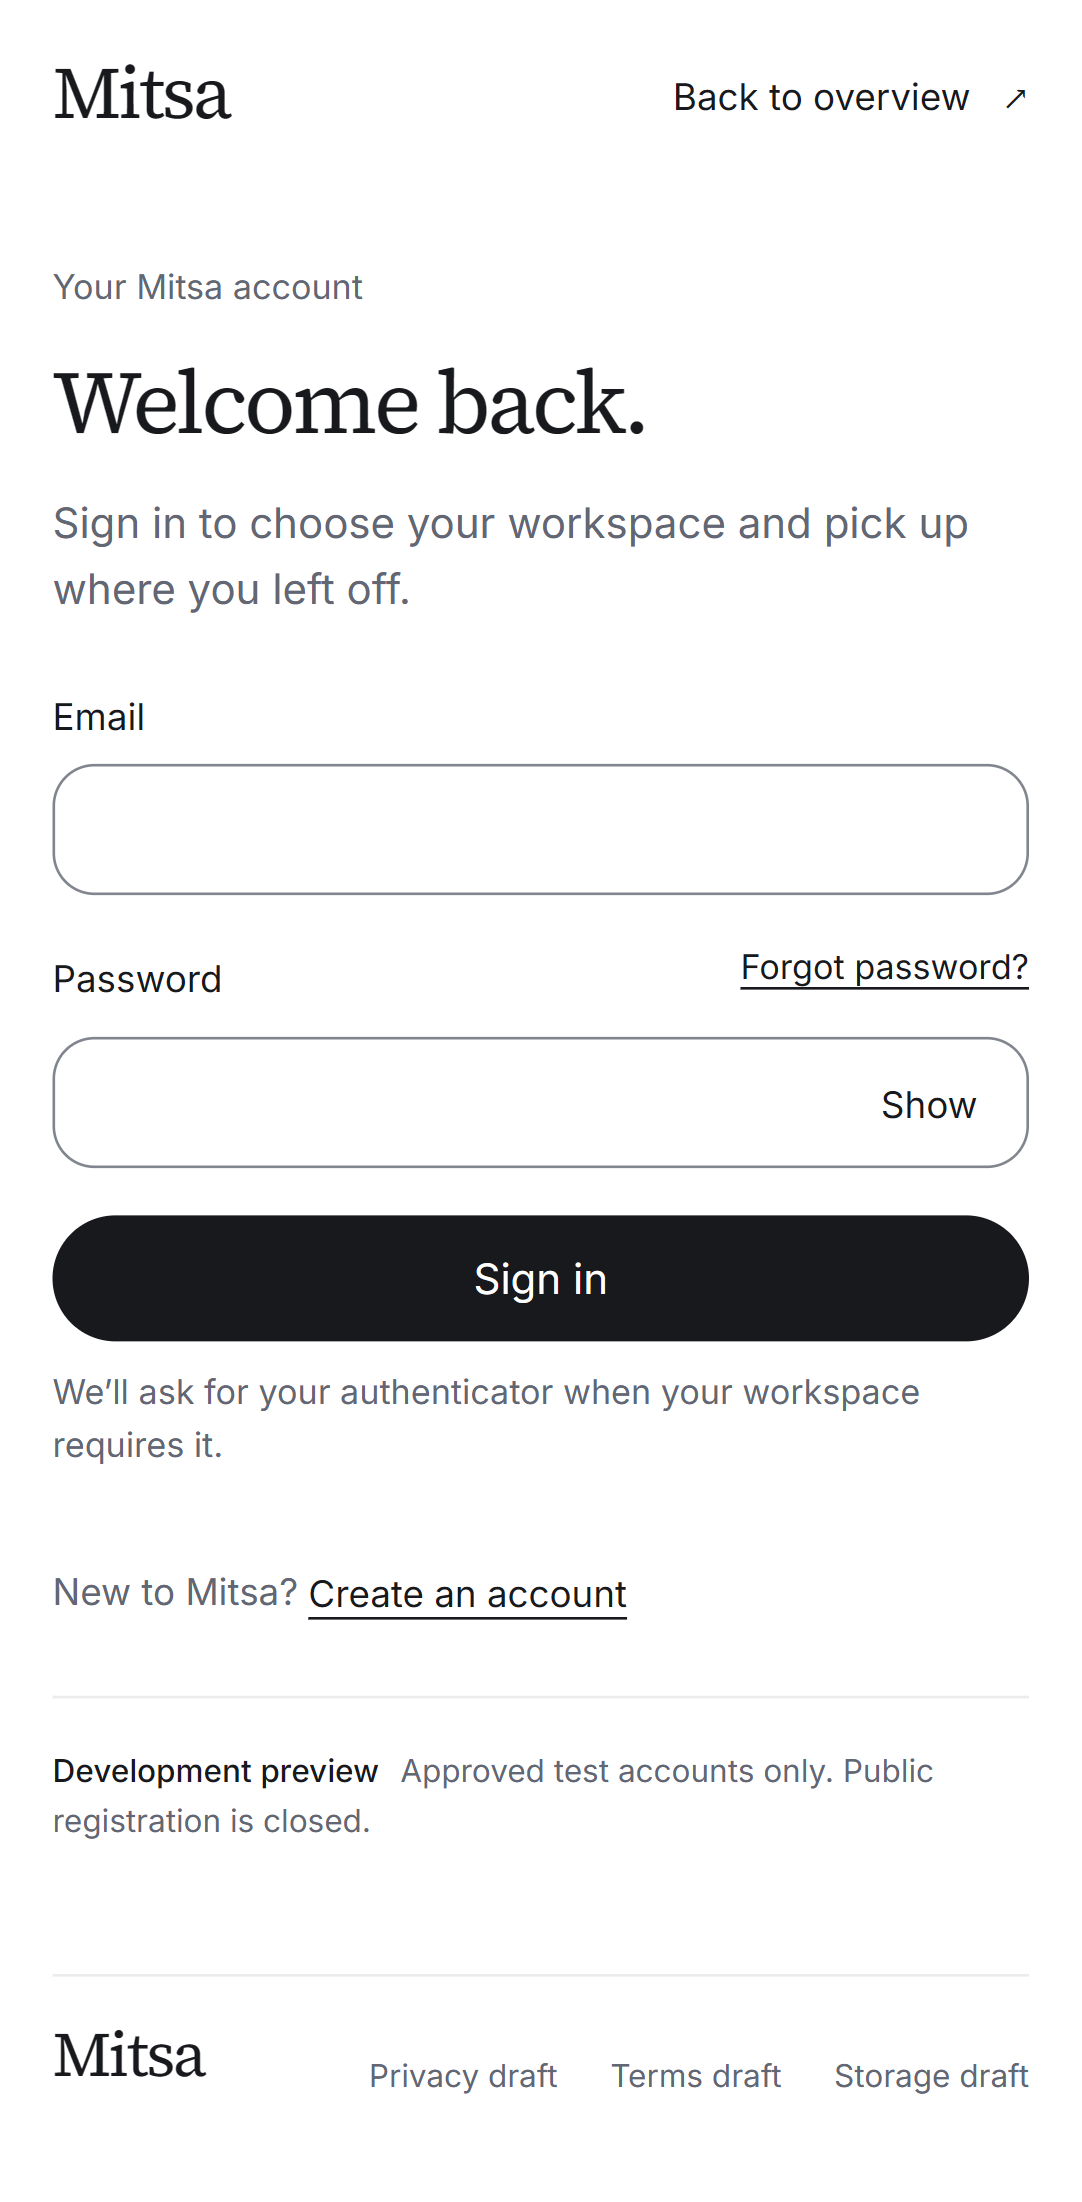 Mitsa
Back to overview ↗
Your Mitsa account
Welcome back.
Sign in to choose your workspace and pick up
where you left off.
Email
Password
Forgot password?
Show
Sign in
We’ll ask for your authenticator when your workspace
requires it.
New to Mitsa? Create an account
Development preview Approved test accounts only. Public
registration is closed.
Mitsa
Privacy draft
Terms draft
Storage draft